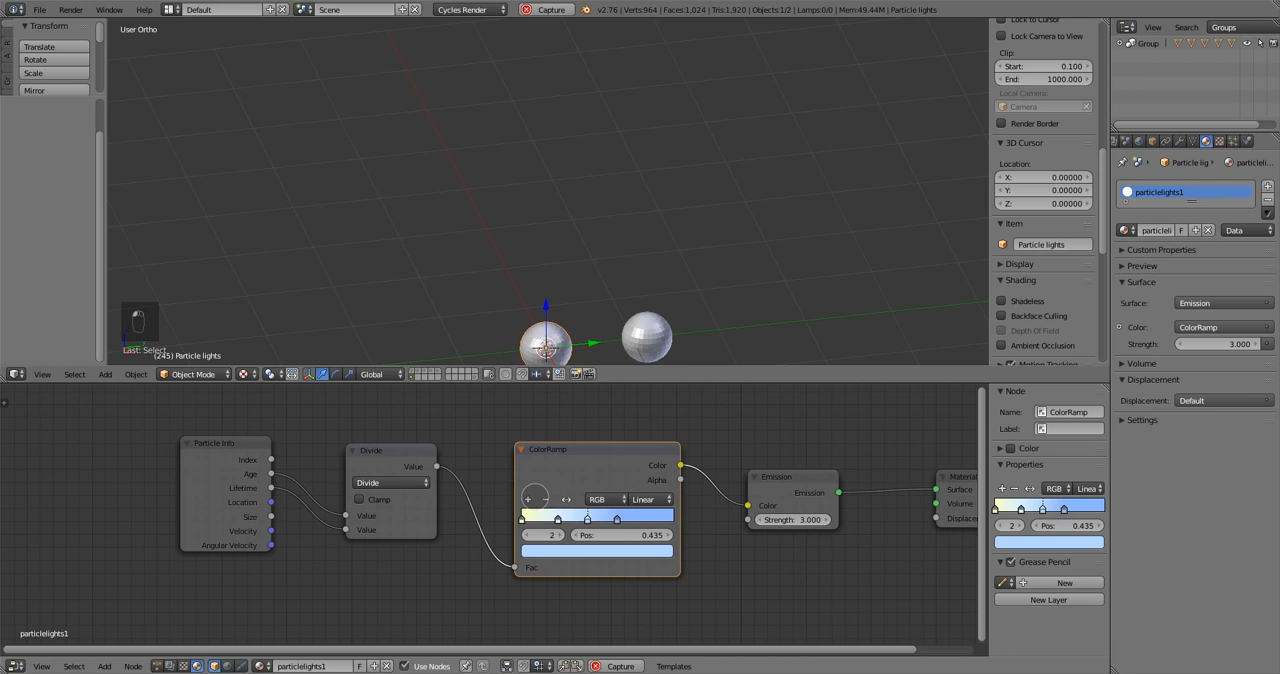 File Render Window Help Default Scene Cycles Render Capture v2.76 | Verts:964 | Faces:1,024 | Tris:1,920 | Objects:1/2 | Lamps:0/0 | Mem:49.44M | Particle lights
Transform
Translate
Rotate
Scale
Mirror
User Ortho
Last: Select
(245) Particle lights
Lock to Cursor
Lock Camera to View
Clip:
Start: 0.100
End: 1000.000
Local Camera:
Camera
Render Border
3D Cursor
Location:
X: 0.00000
Y: 0.00000
Z: 0.00000
Item
Particle lights
Display
Shading
Shadeless
Backface Culling
Depth Of Field
Ambient Occlusion
View Search Groups
Group
Particle lig particleli...
particlelights1
particleli F Data
Custom Properties
Preview
Surface
Surface: Emission
Color: ColorRamp
Strength: 3.000
Volume
Displacement
Displacement: Default
Settings
View Select Add Object Object Mode Global
Particle Info
Index
Age
Lifetime
Location
Size
Velocity
Angular Velocity
Divide
Value
Divide
Clamp
Value
Value
ColorRamp
Color
Alpha
RGB Linear
2 Pos: 0.435
Fac
Emission
Emission
Color
Strength: 3.000
Material
Surface
Volume
Displacer
Node
Name: ColorRamp
Label:
Color
Properties
RGB Linea
2 Pos: 0.435
Grease Pencil
New
New Layer
particlelights1
View Select Add Node particlelights1 F Use Nodes Capture Templates